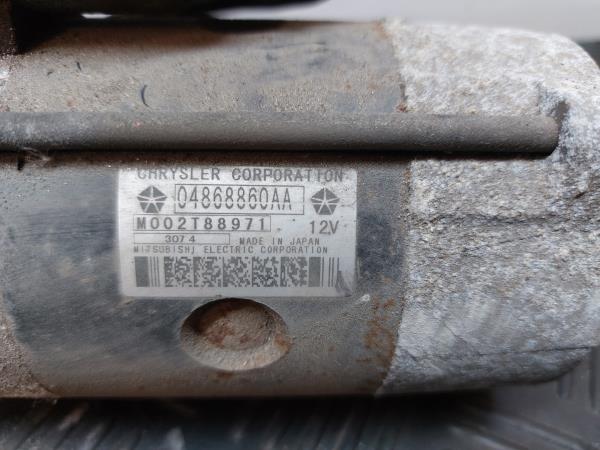 CHRYSLER CORPORATION
04868860AA
M002T88971 12V
3074 MADE IN JAPAN
MITSUBISHI ELECTRIC CORPORATION